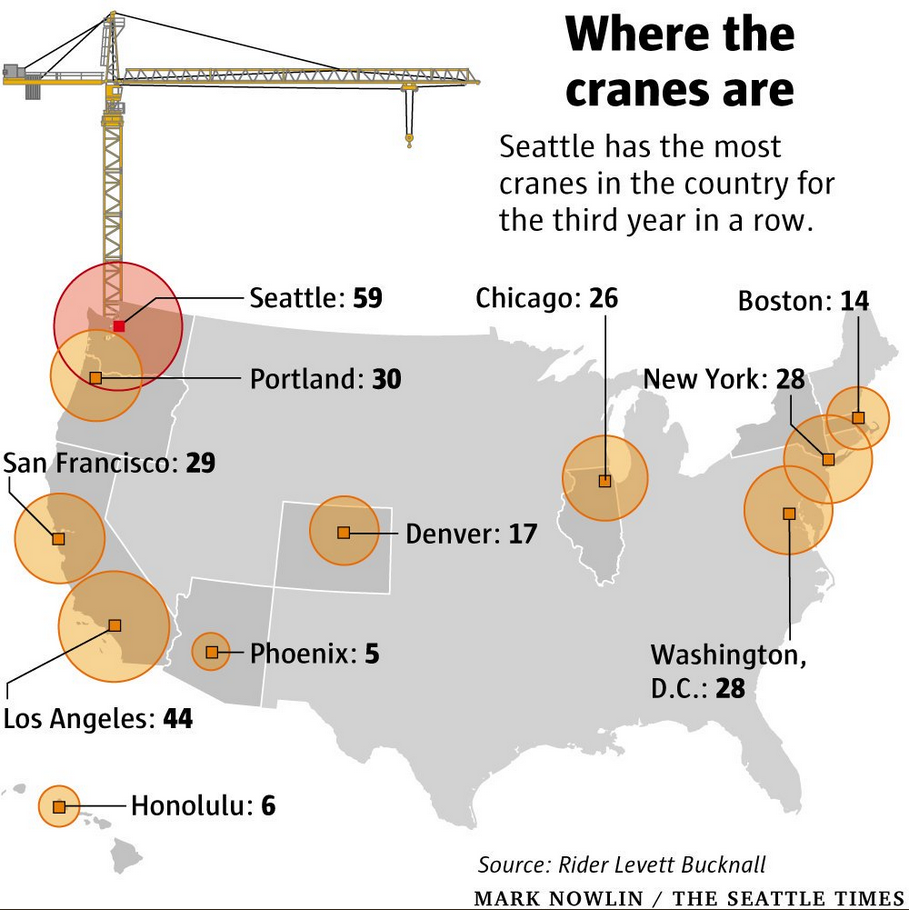 Where the
cranes are
Seattle has the most
cranes in the country for
the third year in a row.
Seattle: 59
Chicago: 26
Boston: 14
Portland: 30
New York: 28
San Francisco: 29
Denver: 17
Phoenix: 5
Washington,
D.C.: 28
Los Angeles: 44
Honolulu: 6
Source: Rider Levett Bucknall
MARK NOWLIN / THE SEATTLE TIMES